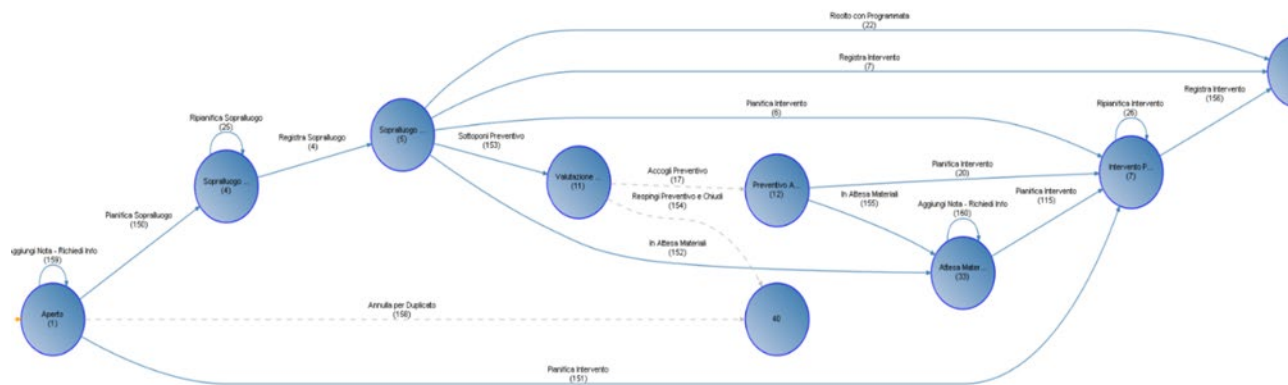 Risolto con Programmata
(22)
Registra Intervento
(7)
Pianifica Intervento
(6)
Ripianifica Intervento
(26)
Registra Intervento
(156)
Ripianifica Sopralluogo
(25)
Registra Sopralluogo
(4)
Sopralluogo ...
(5)
Sottoponi Preventivo
(153)
Sopralluogo ...
(4)
Valutazione ...
(11)
Accogli Preventivo
(17)
Respingi Preventivo e Chiudi
(154)
Preventivo A...
(12)
Pianifica Intervento
(20)
Intervento P...
(7)
In Attesa Materiali
(155)
Pianifica Intervento
(115)
Aggiungi Nota - Richiedi Info
(160)
Pianifica Sopralluogo
(150)
In Attesa Materiali
(152)
Attesa Mater...
(33)
ggiungi Nota - Richiedi Info
(159)
Aperto
(1)
Annulla per Duplicato
(158)
40
Pianifica Intervento
(151)